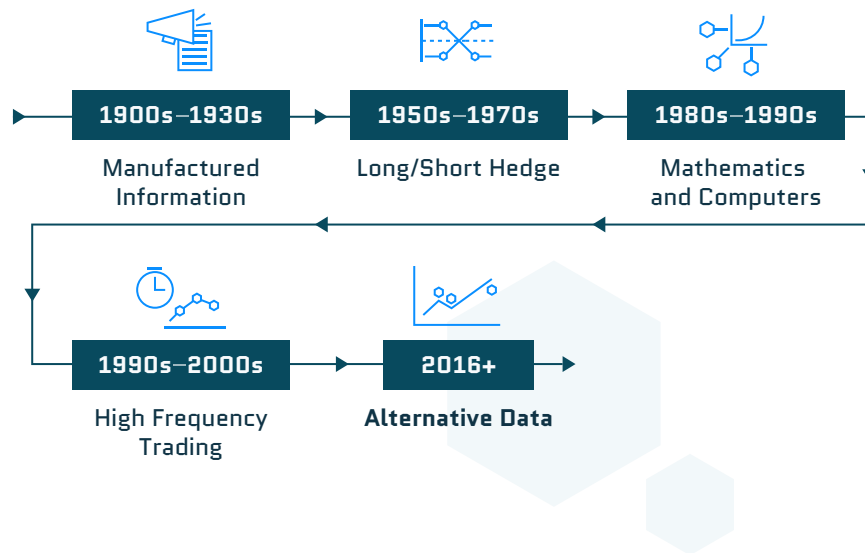 1900s–1930s
Manufactured
Information
1950s–1970s
Long/Short Hedge
1980s–1990s
Mathematics
and Computers
1990s–2000s
High Frequency
Trading
2016+
Alternative Data